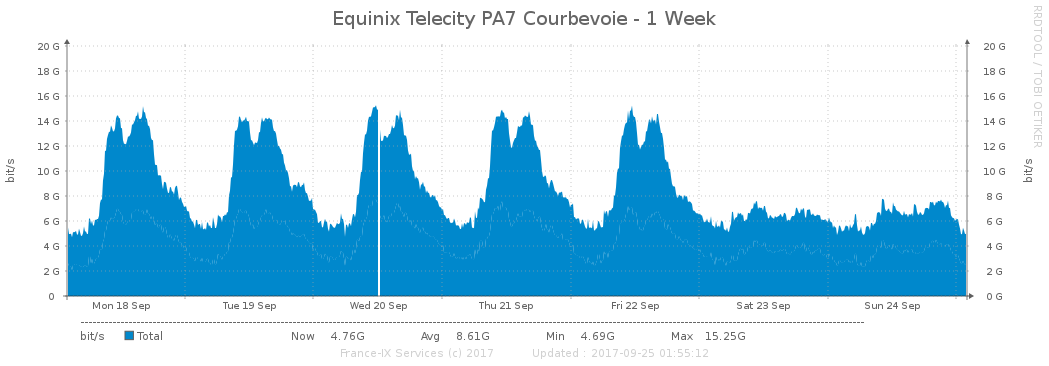 Equinix Telecity PA7 Courbevoie - 1 Week
RRDTOOL / TOBI OETIKER
20 G 20 G
18 G 18 G
16 G 16 G
14 G 14 G
12 G 12 G
10 G 10 G
8 G 8 G
6 G 6 G
4 G 4 G
2 G 2 G
0 0 G
bit/s bit/s
Mon 18 Sep Tue 19 Sep Wed 20 Sep Thu 21 Sep Fri 22 Sep Sat 23 Sep Sun 24 Sep
bit/s Total Now 4.76G Avg 8.61G Min 4.69G Max 15.25G
France-IX Services (c) 2017 Updated : 2017-09-25 01:55:12